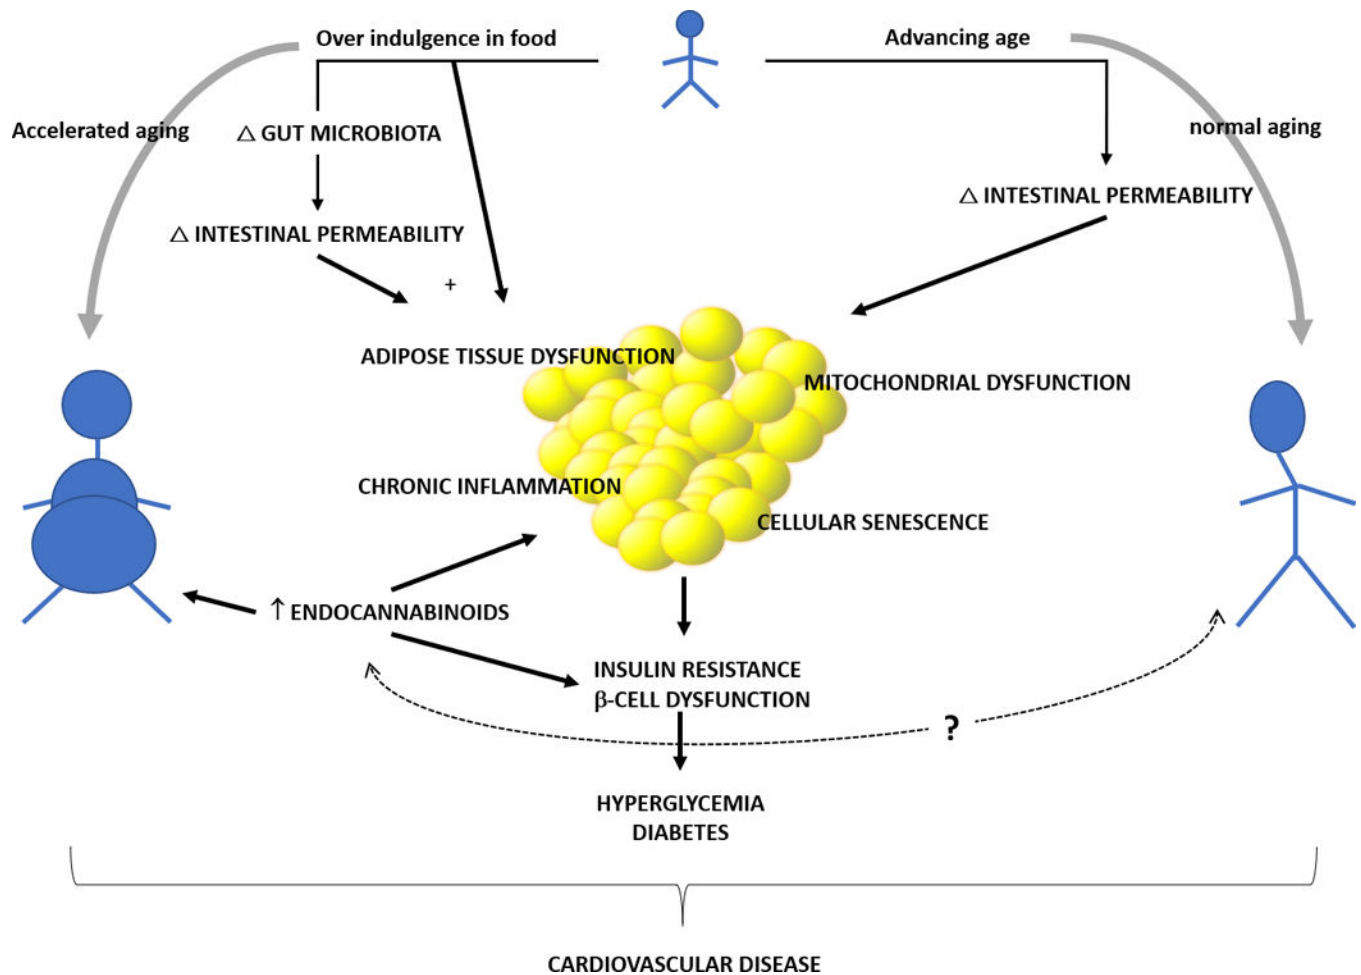 Over indulgence in food
Advancing age
Accelerated aging
△ GUT MICROBIOTA
normal aging
△ INTESTINAL PERMEABILITY
△ INTESTINAL PERMEABILITY
+
ADIPOSE TISSUE DYSFUNCTION
MITOCHONDRIAL DYSFUNCTION
CHRONIC INFLAMMATION
CELLULAR SENESCENCE
↑ ENDOCANNABINOIDS
INSULIN RESISTANCE
β-CELL DYSFUNCTION
?
HYPERGLYCEMIA
DIABETES
CARDIOVASCULAR DISEASE